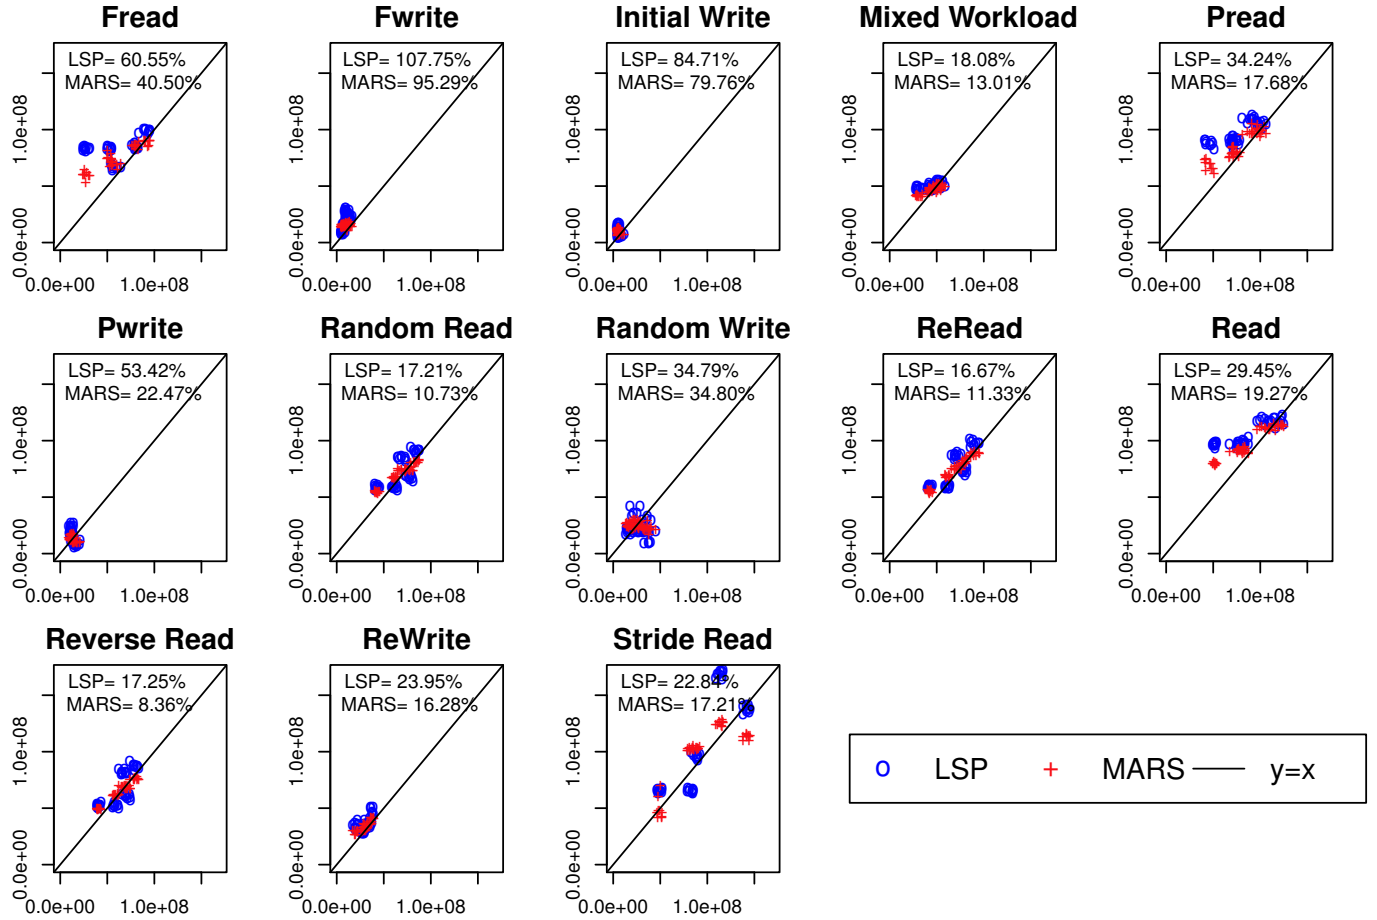 Fread
LSP= 60.55%
MARS= 40.50%
0.0e+00 1.0e+08
0.0e+00 1.0e+08
Fwrite
LSP= 107.75%
MARS= 95.29%
0.0e+00 1.0e+08
0.0e+00 1.0e+08
Initial Write
LSP= 84.71%
MARS= 79.76%
0.0e+00 1.0e+08
0.0e+00 1.0e+08
Mixed Workload
LSP= 18.08%
MARS= 13.01%
0.0e+00 1.0e+08
0.0e+00 1.0e+08
Pread
LSP= 34.24%
MARS= 17.68%
0.0e+00 1.0e+08
0.0e+00 1.0e+08
Pwrite
LSP= 53.42%
MARS= 22.47%
0.0e+00 1.0e+08
0.0e+00 1.0e+08
Random Read
LSP= 17.21%
MARS= 10.73%
0.0e+00 1.0e+08
0.0e+00 1.0e+08
Random Write
LSP= 34.79%
MARS= 34.80%
0.0e+00 1.0e+08
0.0e+00 1.0e+08
ReRead
LSP= 16.67%
MARS= 11.33%
0.0e+00 1.0e+08
0.0e+00 1.0e+08
Read
LSP= 29.45%
MARS= 19.27%
0.0e+00 1.0e+08
0.0e+00 1.0e+08
Reverse Read
LSP= 17.25%
MARS= 8.36%
0.0e+00 1.0e+08
0.0e+00 1.0e+08
ReWrite
LSP= 23.95%
MARS= 16.28%
0.0e+00 1.0e+08
0.0e+00 1.0e+08
Stride Read
LSP= 22.84%
MARS= 17.21%
0.0e+00 1.0e+08
0.0e+00 1.0e+08
LSP MARS y=x